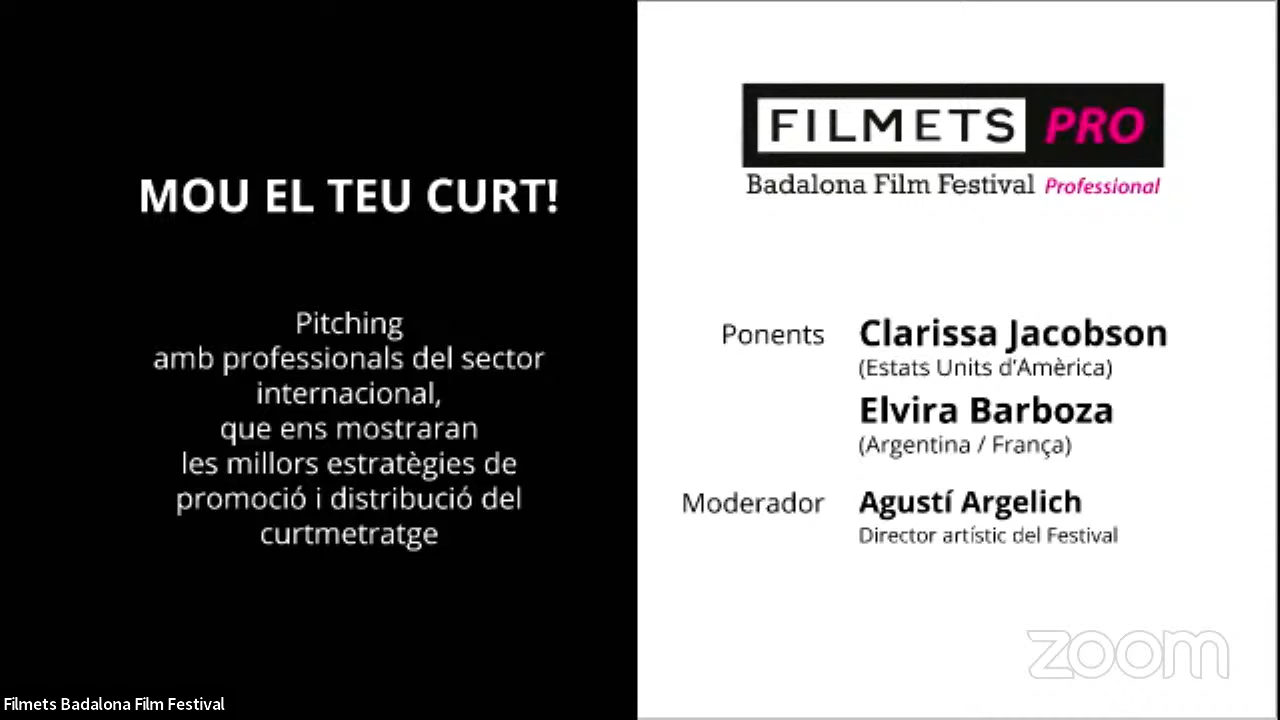 MOU EL TEU CURT!
Pitching
amb professionals del sector
internacional,
que ens mostraran
les millors estratègies de
promoció i distribució del
curtmetratge
FILMETS PRO
Badalona Film Festival Professional
Ponents Clarissa Jacobson
(Estats Units d'Amèrica)
Elvira Barboza
(Argentina / França)
Moderador Agustí Argelich
Director artístic del Festival
zoom
Filmets Badalona Film Festival